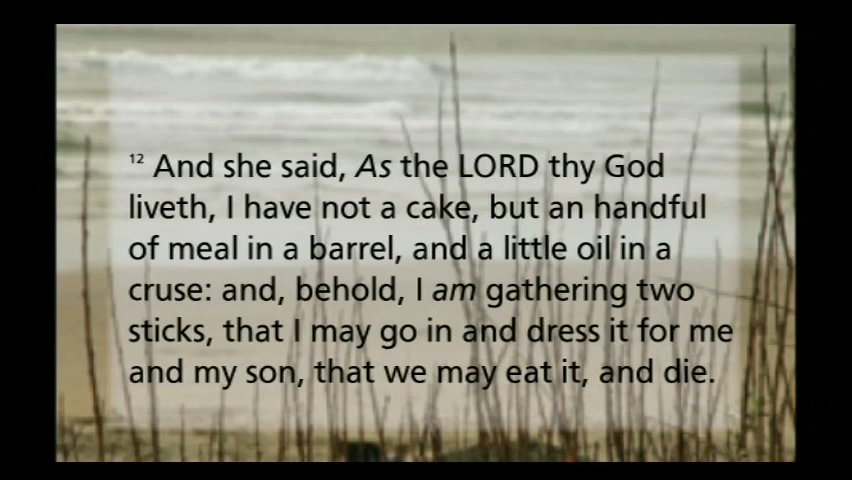 12 And she said, As the LORD thy God
liveth, I have not a cake, but an handful
of meal in a barrel, and a little oil in a
cruse: and, behold, I am gathering two
sticks, that I may go in and dress it for me
and my son, that we may eat it, and die.